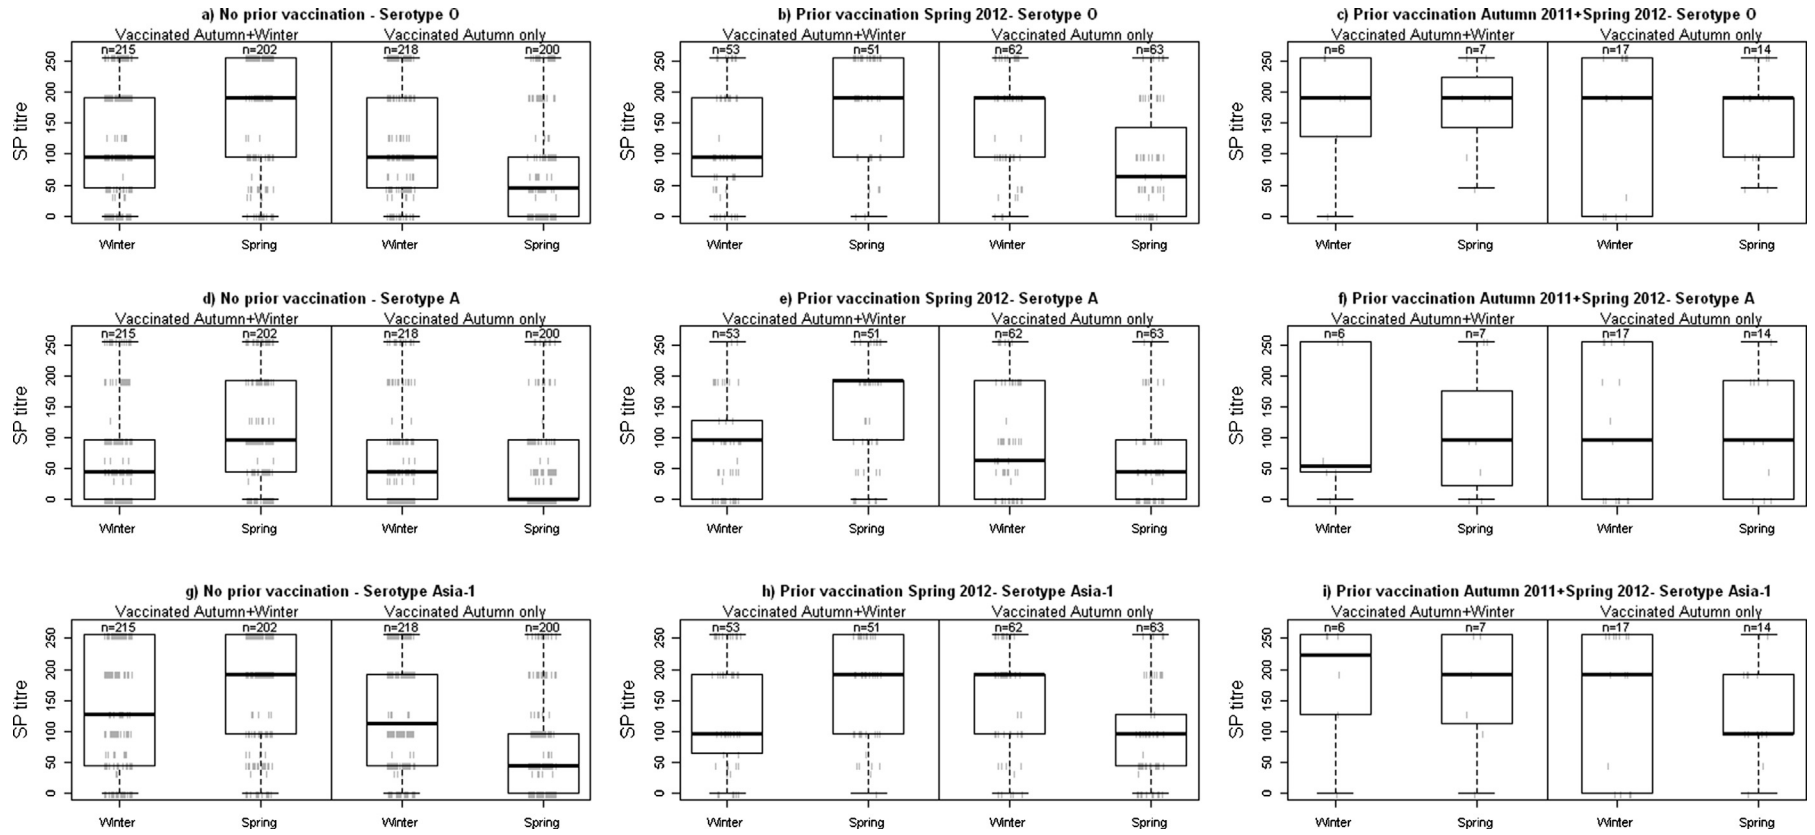 a) No prior vaccination - Serotype O
Vaccinated Autumn+Winter Vaccinated Autumn only
n=215 n=202 n=218 n=200
SP titre
250
200
150
100
50
0
Winter Spring Winter Spring
b) Prior vaccination Spring 2012- Serotype O
Vaccinated Autumn+Winter Vaccinated Autumn only
n=53 n=51 n=62 n=63
SP titre
250
200
150
100
50
0
Winter Spring Winter Spring
c) Prior vaccination Autumn 2011+Spring 2012- Serotype O
Vaccinated Autumn+Winter Vaccinated Autumn only
n=6 n=7 n=17 n=14
SP titre
250
200
150
100
50
0
Winter Spring Winter Spring
d) No prior vaccination - Serotype A
Vaccinated Autumn+Winter Vaccinated Autumn only
n=215 n=202 n=218 n=200
SP titre
250
200
150
100
50
0
Winter Spring Winter Spring
e) Prior vaccination Spring 2012- Serotype A
Vaccinated Autumn+Winter Vaccinated Autumn only
n=53 n=51 n=62 n=63
SP titre
250
200
150
100
50
0
Winter Spring Winter Spring
f) Prior vaccination Autumn 2011+Spring 2012- Serotype A
Vaccinated Autumn+Winter Vaccinated Autumn only
n=6 n=7 n=17 n=14
SP titre
250
200
150
100
50
0
Winter Spring Winter Spring
g) No prior vaccination - Serotype Asia-1
Vaccinated Autumn+Winter Vaccinated Autumn only
n=215 n=202 n=218 n=200
SP titre
250
200
150
100
50
0
Winter Spring Winter Spring
h) Prior vaccination Spring 2012- Serotype Asia-1
Vaccinated Autumn+Winter Vaccinated Autumn only
n=53 n=51 n=62 n=63
SP titre
250
200
150
100
50
0
Winter Spring Winter Spring
i) Prior vaccination Autumn 2011+Spring 2012- Serotype Asia-1
Vaccinated Autumn+Winter Vaccinated Autumn only
n=6 n=7 n=17 n=14
SP titre
250
200
150
100
50
0
Winter Spring Winter Spring